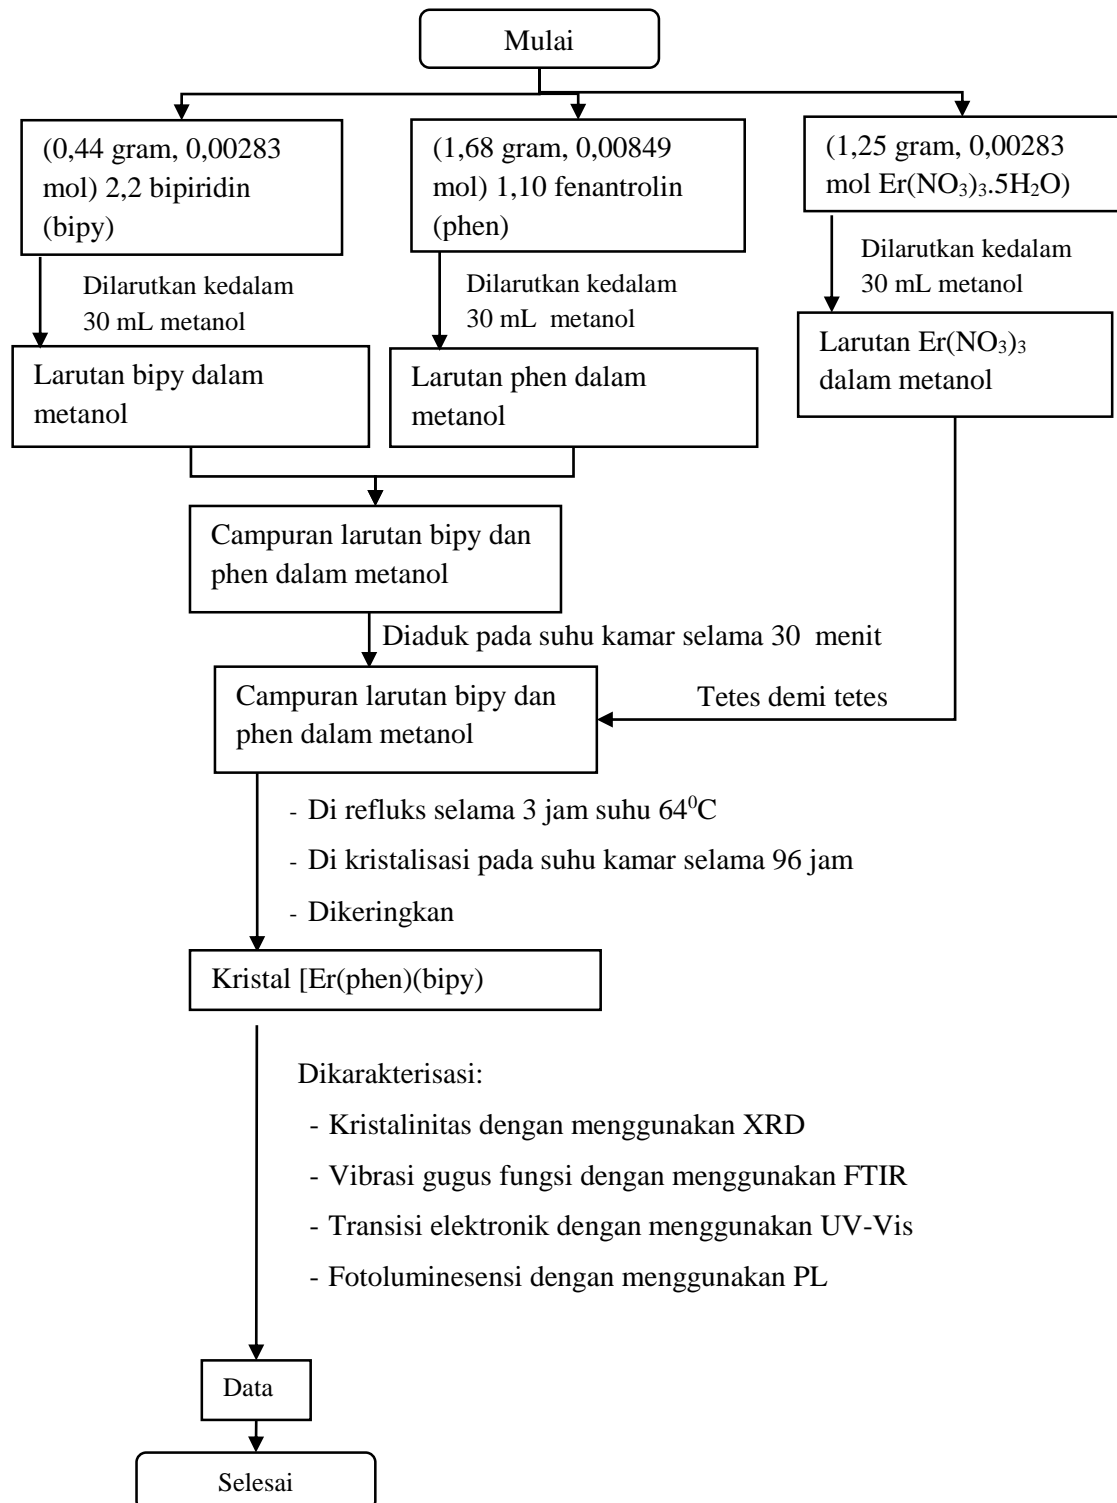 Mulai
(0,44 gram, 0,00283
mol) 2,2 bipiridin
(bipy)
(1,68 gram, 0,00849
mol) 1,10 fenantrolin
(phen)
(1,25 gram, 0,00283
mol Er(NO₃)₃.5H₂O)
Dilarutkan kedalam
30 mL metanol
Dilarutkan kedalam
30 mL metanol
Dilarutkan kedalam
30 mL metanol
Larutan bipy dalam
metanol
Larutan phen dalam
metanol
Larutan Er(NO₃)₃
dalam metanol
Campuran larutan bipy dan
phen dalam metanol
Diaduk pada suhu kamar selama 30 menit
Campuran larutan bipy dan
phen dalam metanol
Tetes demi tetes
- Di refluks selama 3 jam suhu 64⁰C
- Di kristalisasi pada suhu kamar selama 96 jam
- Dikeringkan
Kristal [Er(phen)(bipy)
Dikarakterisasi:
- Kristalinitas dengan menggunakan XRD
- Vibrasi gugus fungsi dengan menggunakan FTIR
- Transisi elektronik dengan menggunakan UV-Vis
- Fotoluminesensi dengan menggunakan PL
Data
Selesai